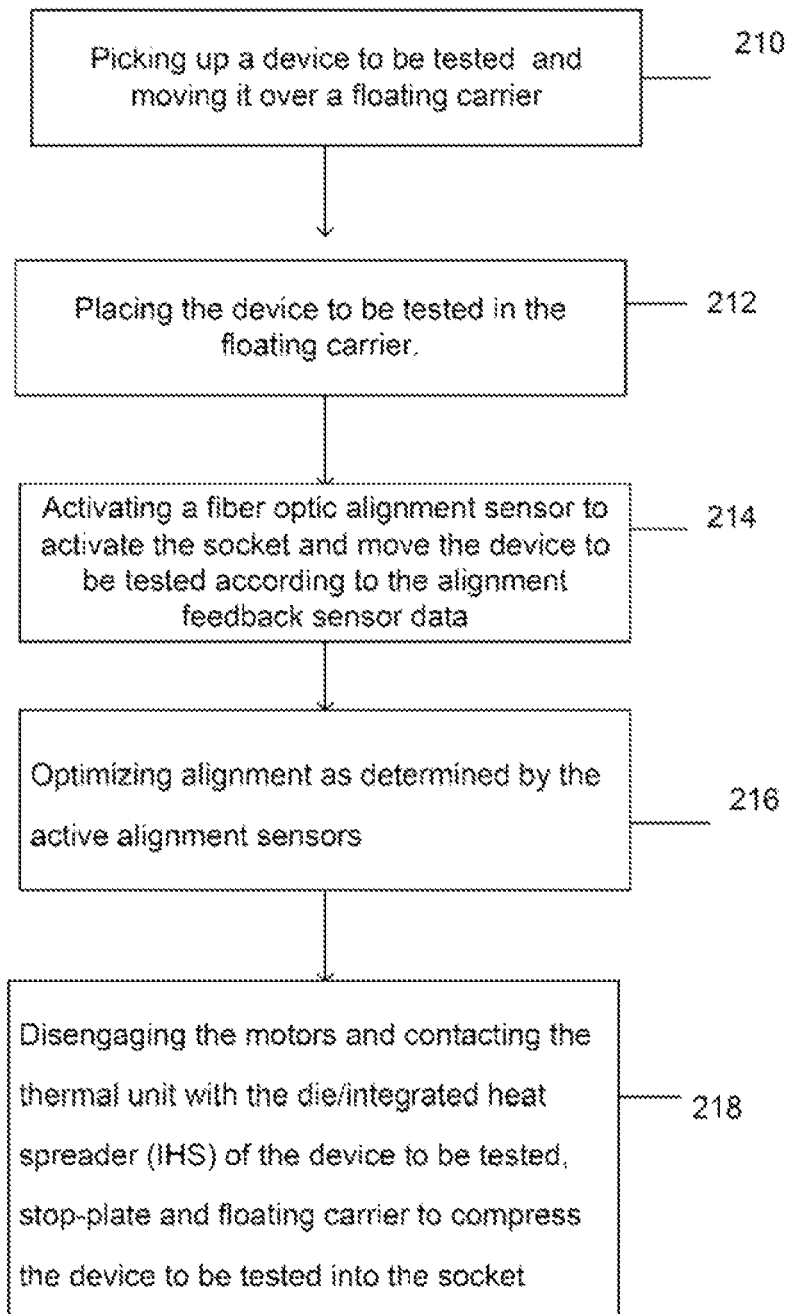 Picking up a device to be tested and
moving it over a floating carrier
210
Placing the device to be tested in the
floating carrier.
212
Activating a fiber optic alignment sensor to
activate the socket and move the device to
be tested according to the alignment
feedback sensor data
214
Optimizing alignment as determined by the
active alignment sensors
216
Disengaging the motors and contacting the
thermal unit with the die/integrated heat
spreader (IHS) of the device to be tested,
stop-plate and floating carrier to compress
the device to be tested into the socket
218